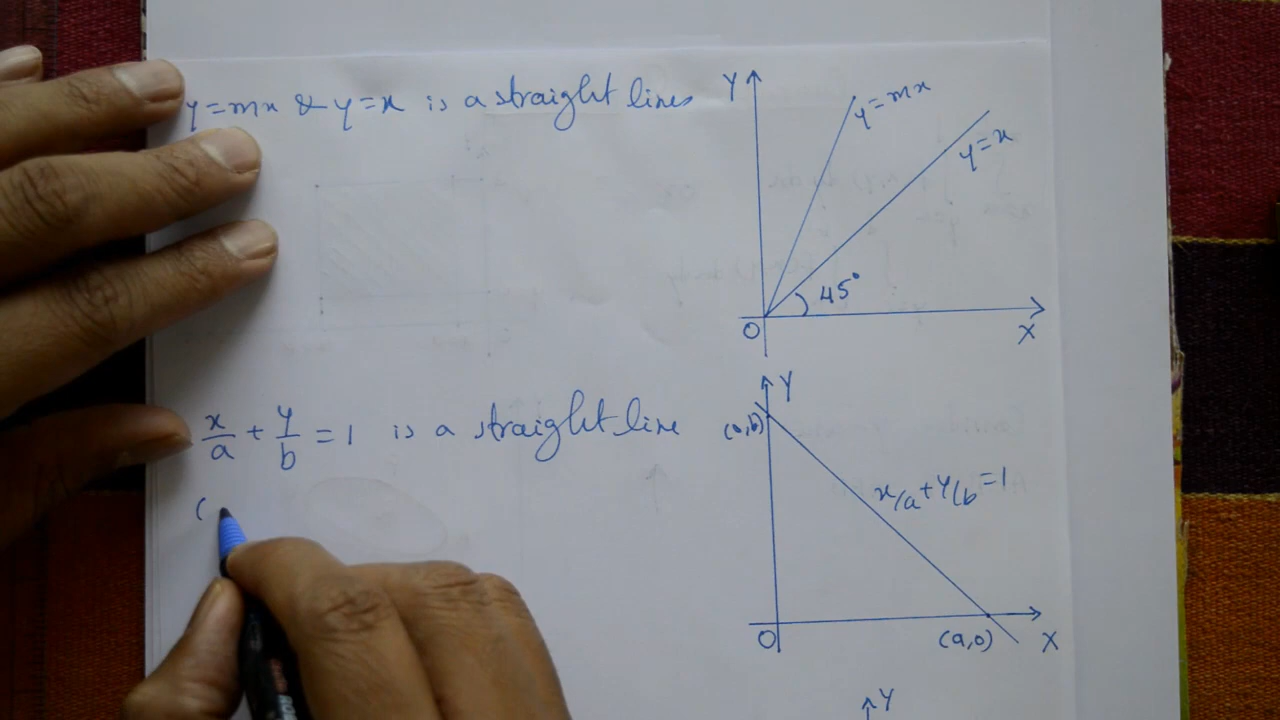 y=mx & y=x is a straight lines
Y
y=mx
y=x
45°
O
X
x/a + y/b = 1 is a straight line
(
Y
(0,b)
x/a+y/b=1
O
(a,0)
X
Y